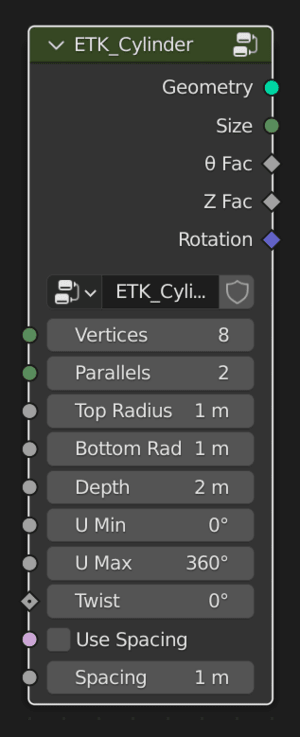 ETK_Cylinder
Geometry
Size
θ Fac
Z Fac
Rotation
ETK_Cyli...
Vertices 8
Parallels 2
Top Radius 1 m
Bottom Rad 1 m
Depth 2 m
U Min 0°
U Max 360°
Twist 0°
Use Spacing
Spacing 1 m